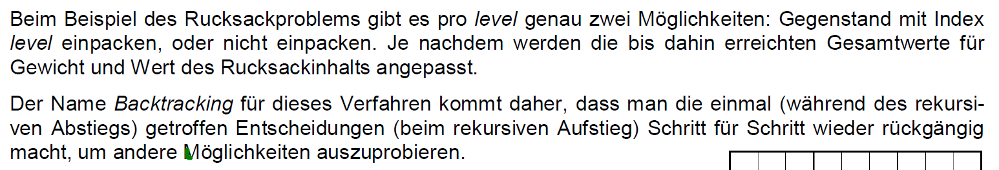 Beim Beispiel des Rucksackproblems gibt es pro level genau zwei Möglichkeiten: Gegenstand mit Index
level einpacken, oder nicht einpacken. Je nachdem werden die bis dahin erreichten Gesamtwerte für
Gewicht und Wert des Rucksackinhalts angepasst.
Der Name Backtracking für dieses Verfahren kommt daher, dass man die einmal (während des rekursi-
ven Abstiegs) getroffen Entscheidungen (beim rekursiven Aufstieg) Schritt für Schritt wieder rückgängig
macht, um andere Möglichkeiten auszuprobieren.